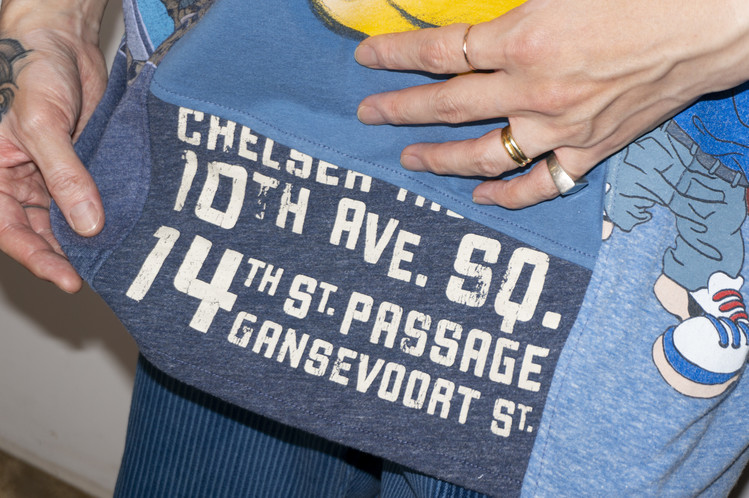 CHELSEA
10TH AVE. SQ.
14TH ST. PASSAGE
GANSEVOORT ST.